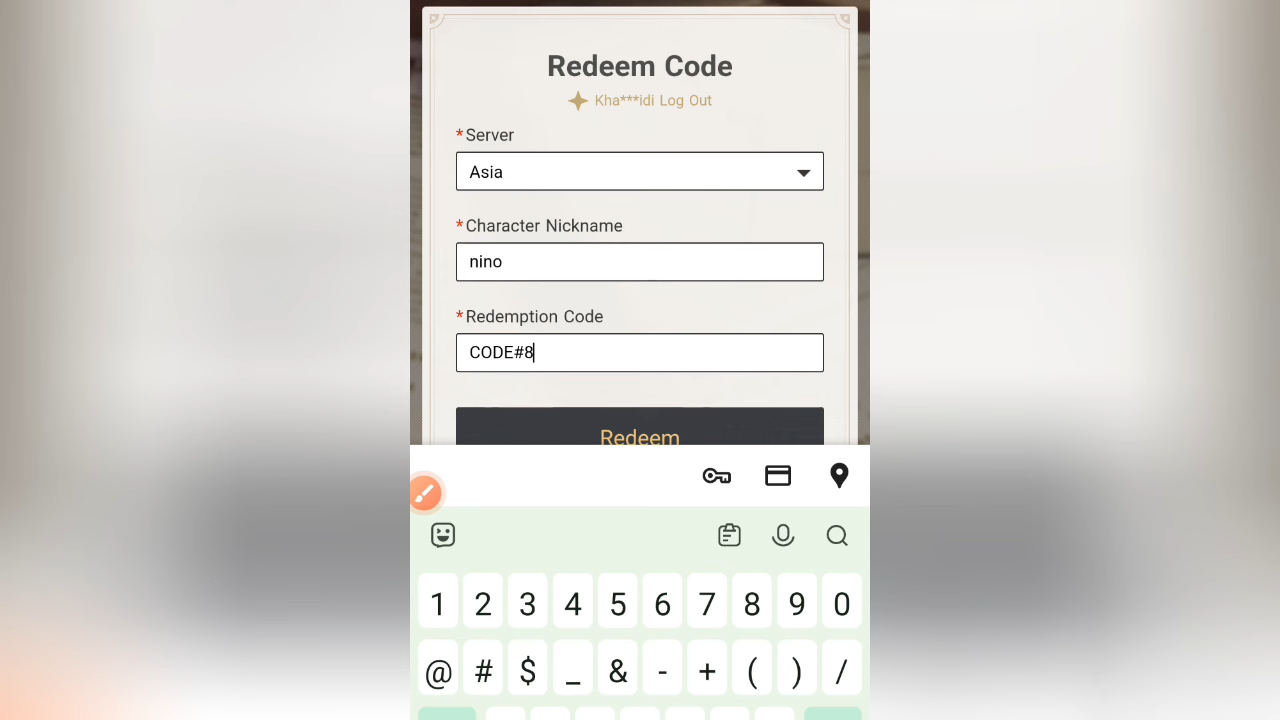 Redeem Code
Kha***idi Log Out
*Server
Asia
*Character Nickname
nino
*Redemption Code
CODE#8
Redeem
1 2 3 4 5 6 7 8 9 0
@ # $ _ & - + ( ) /